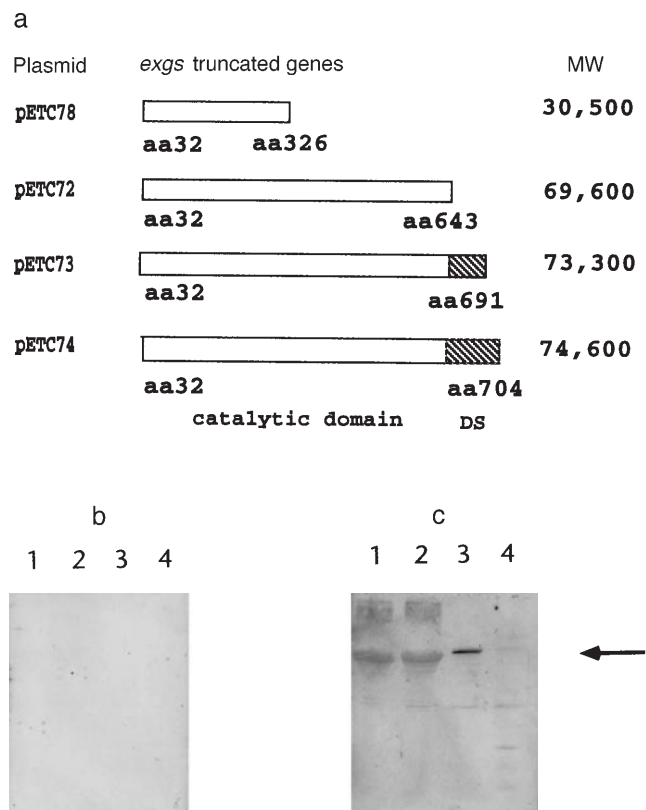 a
Plasmid exgs truncated genes MW
pETC78 30,500
aa32 aa326
pETC72 69,600
aa32 aa643
pETC73 73,300
aa32 aa691
pETC74 74,600
aa32 aa704
catalytic domain DS
b c
1 2 3 4 1 2 3 4